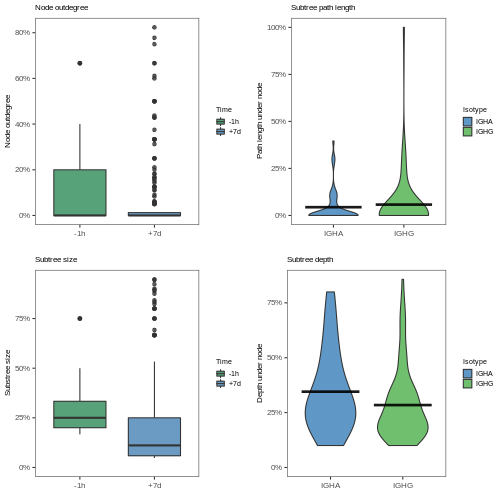 Node outdegree
Node outdegree
80%
60%
40%
20%
0%
-1h
+7d
Time
-1h
+7d
Subtree path length
Path length under node
100%
75%
50%
25%
0%
IGHA
IGHG
Isotype
IGHA
IGHG
Subtree size
Substree size
75%
50%
25%
0%
-1h
+7d
Time
-1h
+7d
Subtree depth
Depth under node
75%
50%
25%
0%
IGHA
IGHG
Isotype
IGHA
IGHG